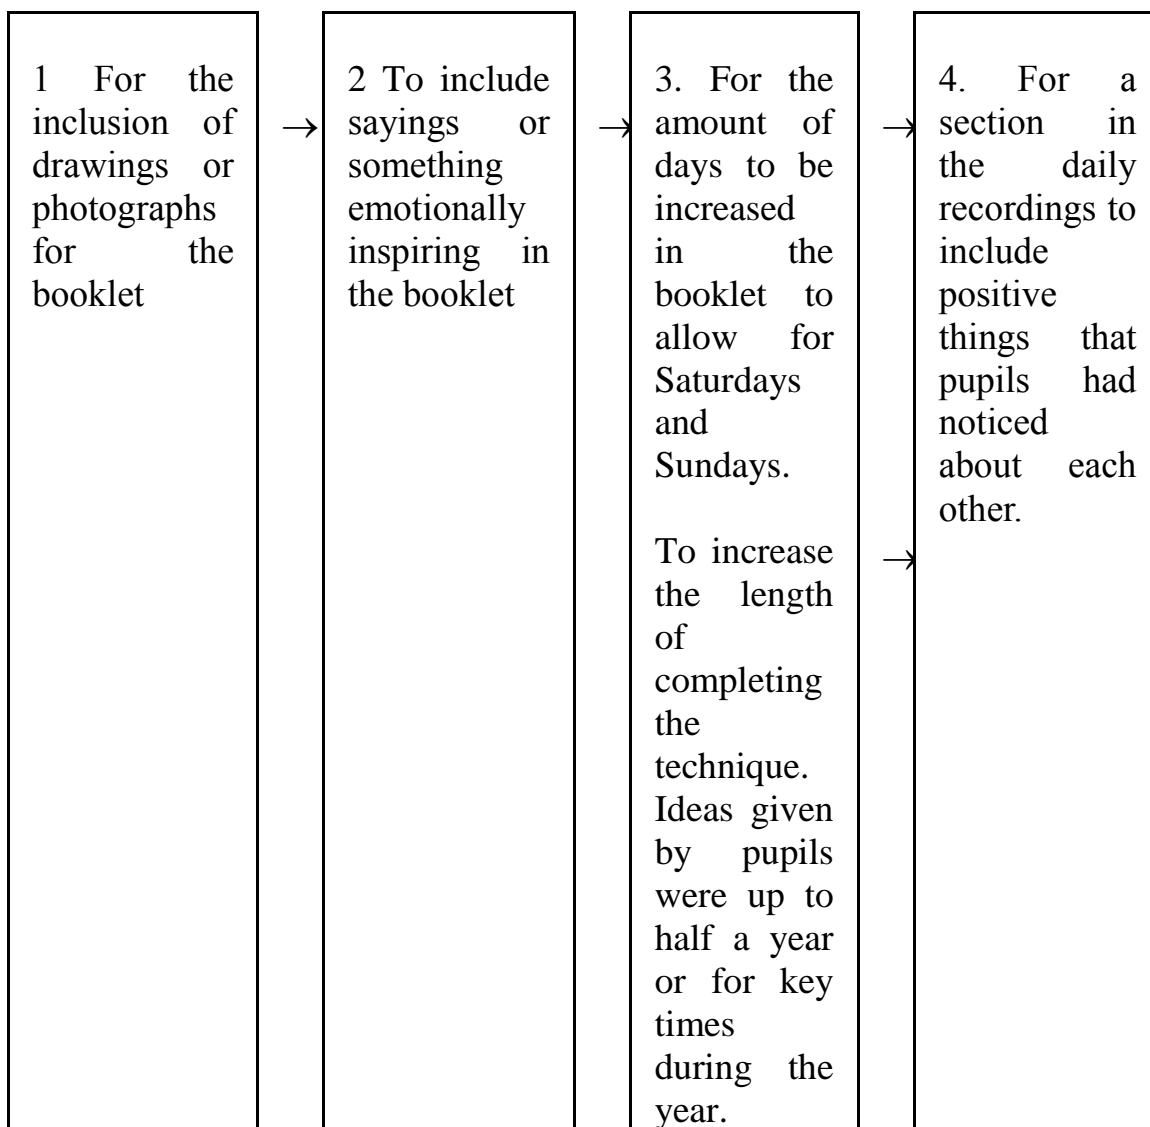 1 For the
inclusion of
drawings or
photographs
for the
booklet
→
2 To include
sayings or
something
emotionally
inspiring in
the booklet
→
3. For the
amount of
days to be
increased
in the
booklet to
allow for
Saturdays
and
Sundays.
To increase
the length
of
completing
the
technique.
Ideas given
by pupils
were up to
half a year
or for key
times
during the
year.
→
→
4. For a
section in
the daily
recordings to
include
positive
things that
pupils had
noticed
about each
other.